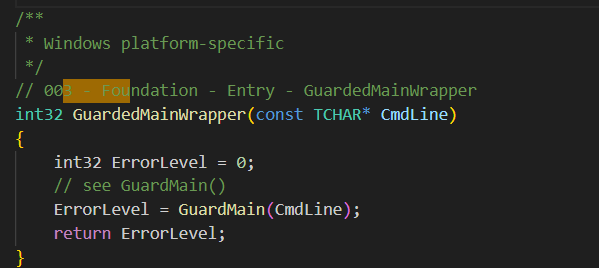 /**
 * Windows platform-specific
 */
// 003 - Foundation - Entry - GuardedMainWrapper
int32 GuardedMainWrapper(const TCHAR* CmdLine)
{
    int32 ErrorLevel = 0;
    // see GuardMain()
    ErrorLevel = GuardMain(CmdLine);
    return ErrorLevel;
}